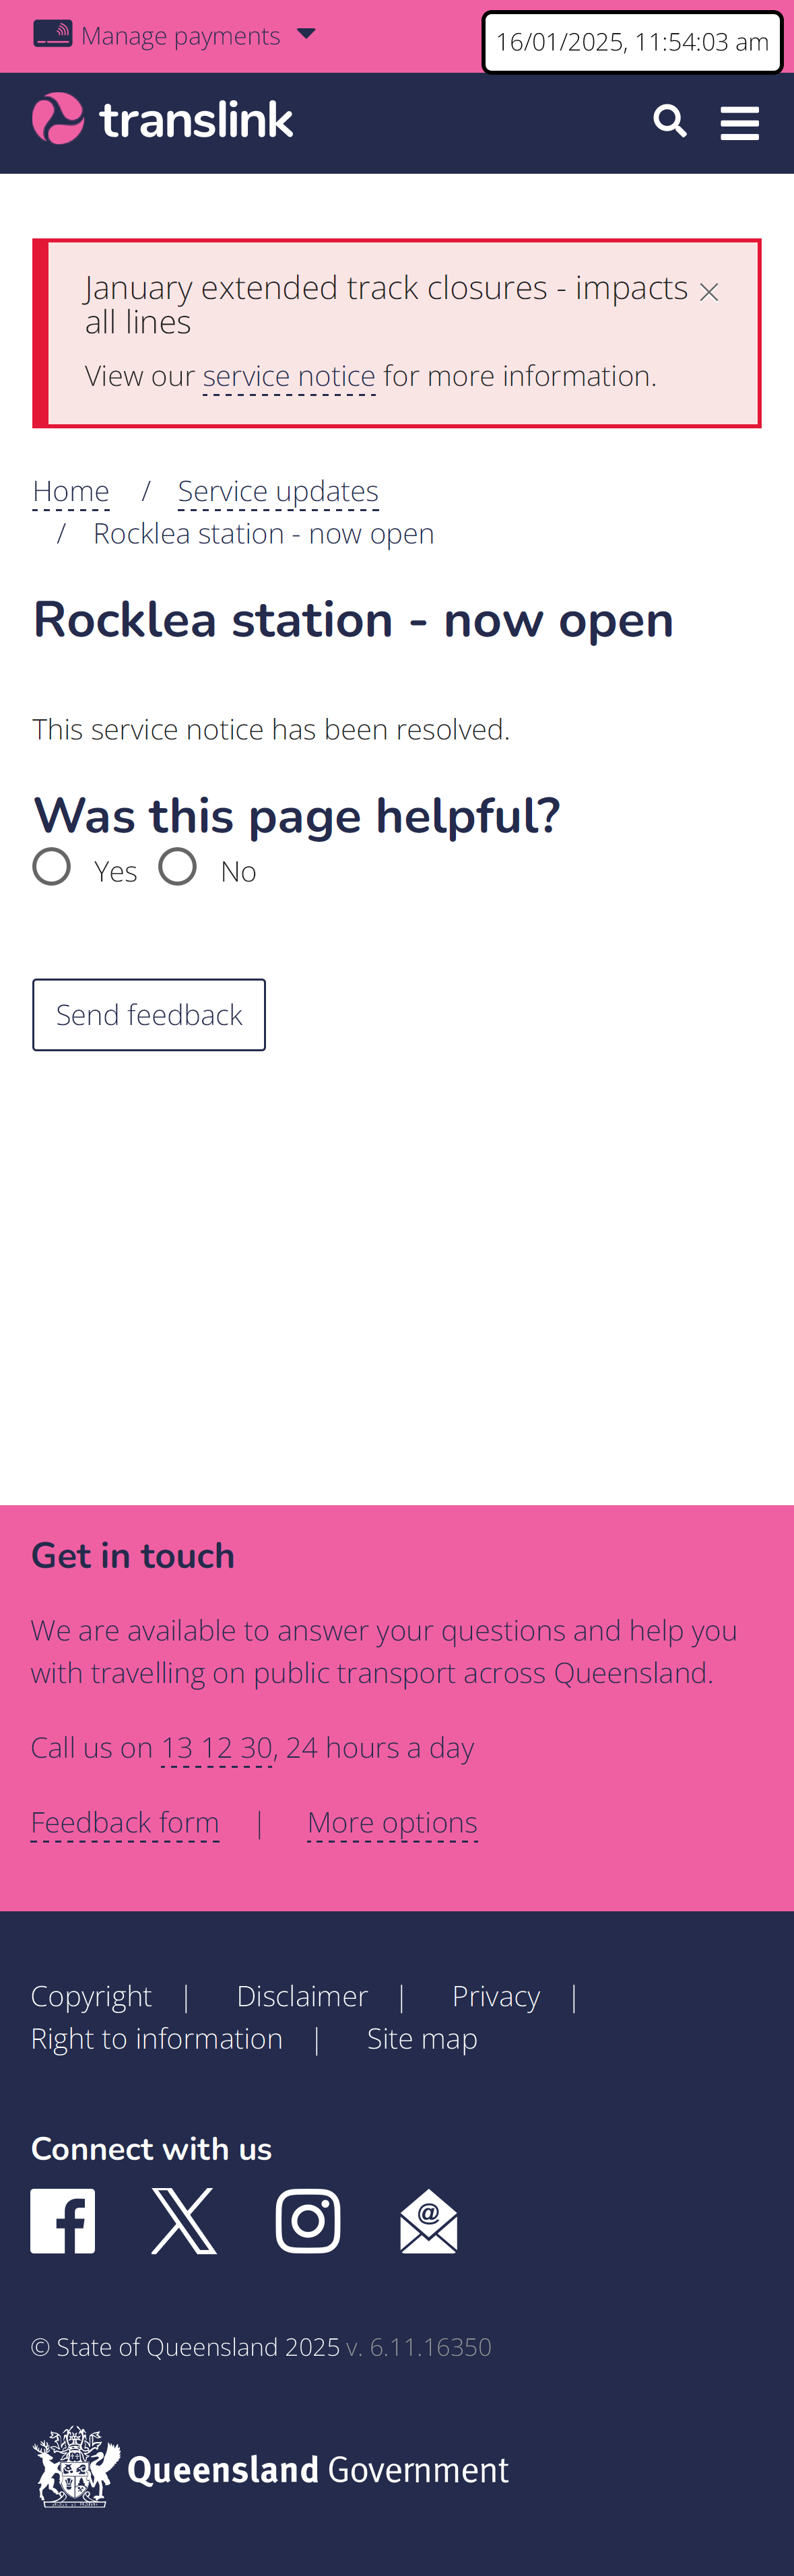 Manage payments
16/01/2025, 11:54:03 am
translink
January extended track closures - impacts
all lines
View our service notice for more information.
Home / Service updates
/ Rocklea station - now open
Rocklea station - now open
This service notice has been resolved.
Was this page helpful?
Yes No
Send feedback
Get in touch
We are available to answer your questions and help you
with travelling on public transport across Queensland.
Call us on 13 12 30, 24 hours a day
Feedback form | More options
Copyright | Disclaimer | Privacy |
Right to information | Site map
Connect with us
© State of Queensland 2025 v. 6.11.16350
Queensland Government